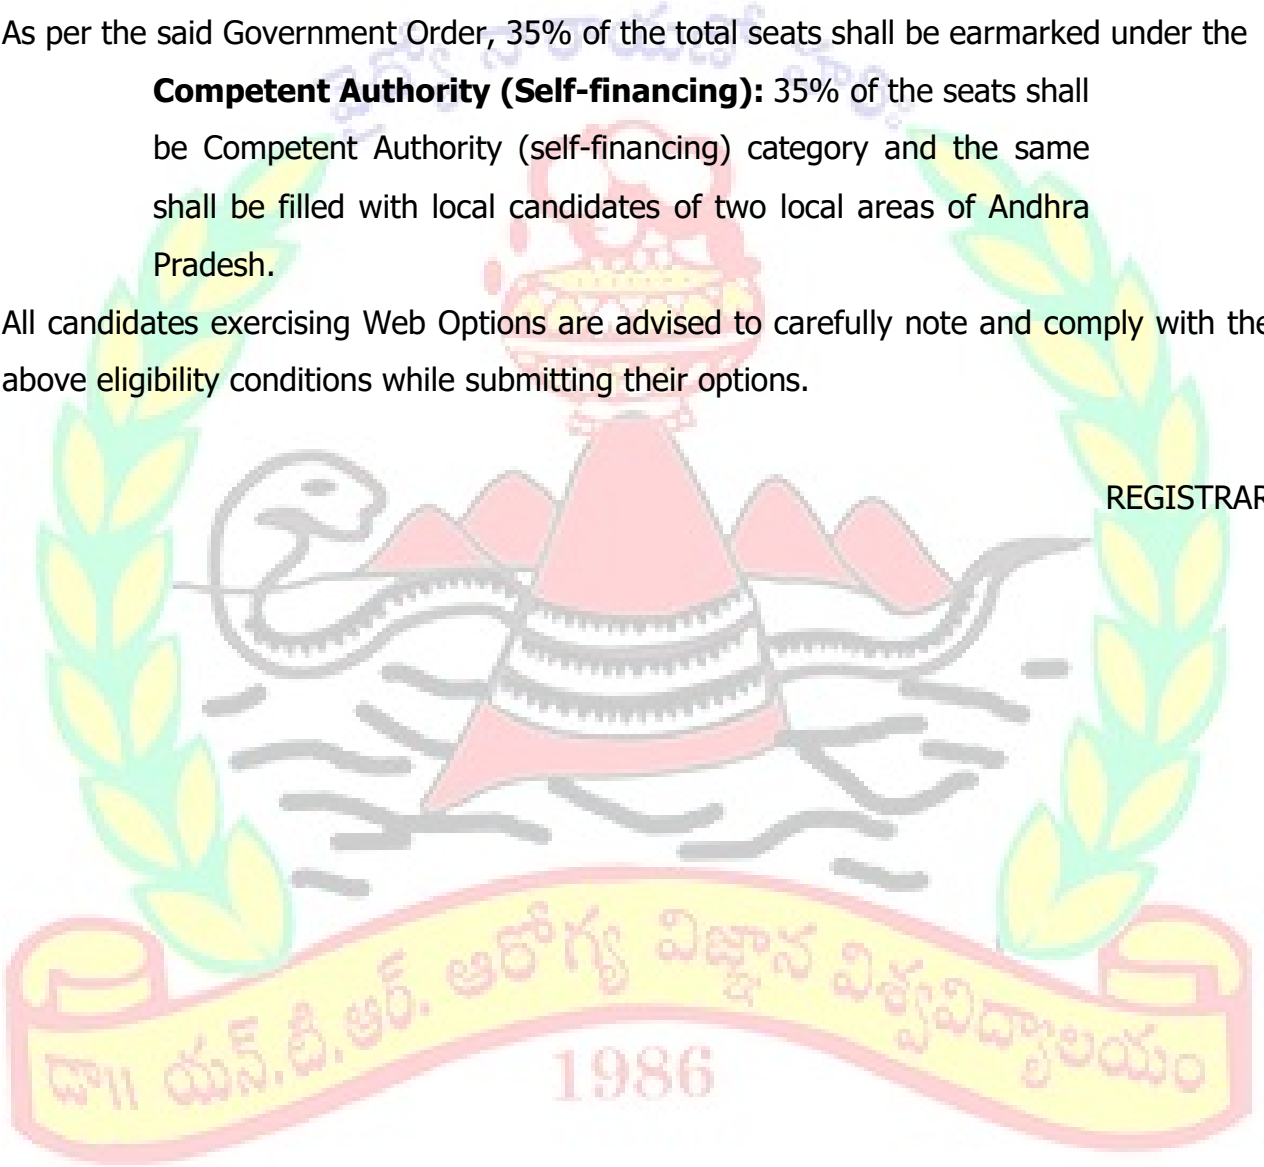 వైద్యో నారాయణో హరిః
As per the said Government Order, 35% of the total seats shall be earmarked under the
Competent Authority (Self-financing): 35% of the seats shall
be Competent Authority (self-financing) category and the same
shall be filled with local candidates of two local areas of Andhra
Pradesh.
All candidates exercising Web Options are advised to carefully note and comply with the
above eligibility conditions while submitting their options.
REGISTRAR
డా॥ యన్.టి.ఆర్. ఆరోగ్య విజ్ఞాన విశ్వవిద్యాలయం
1986